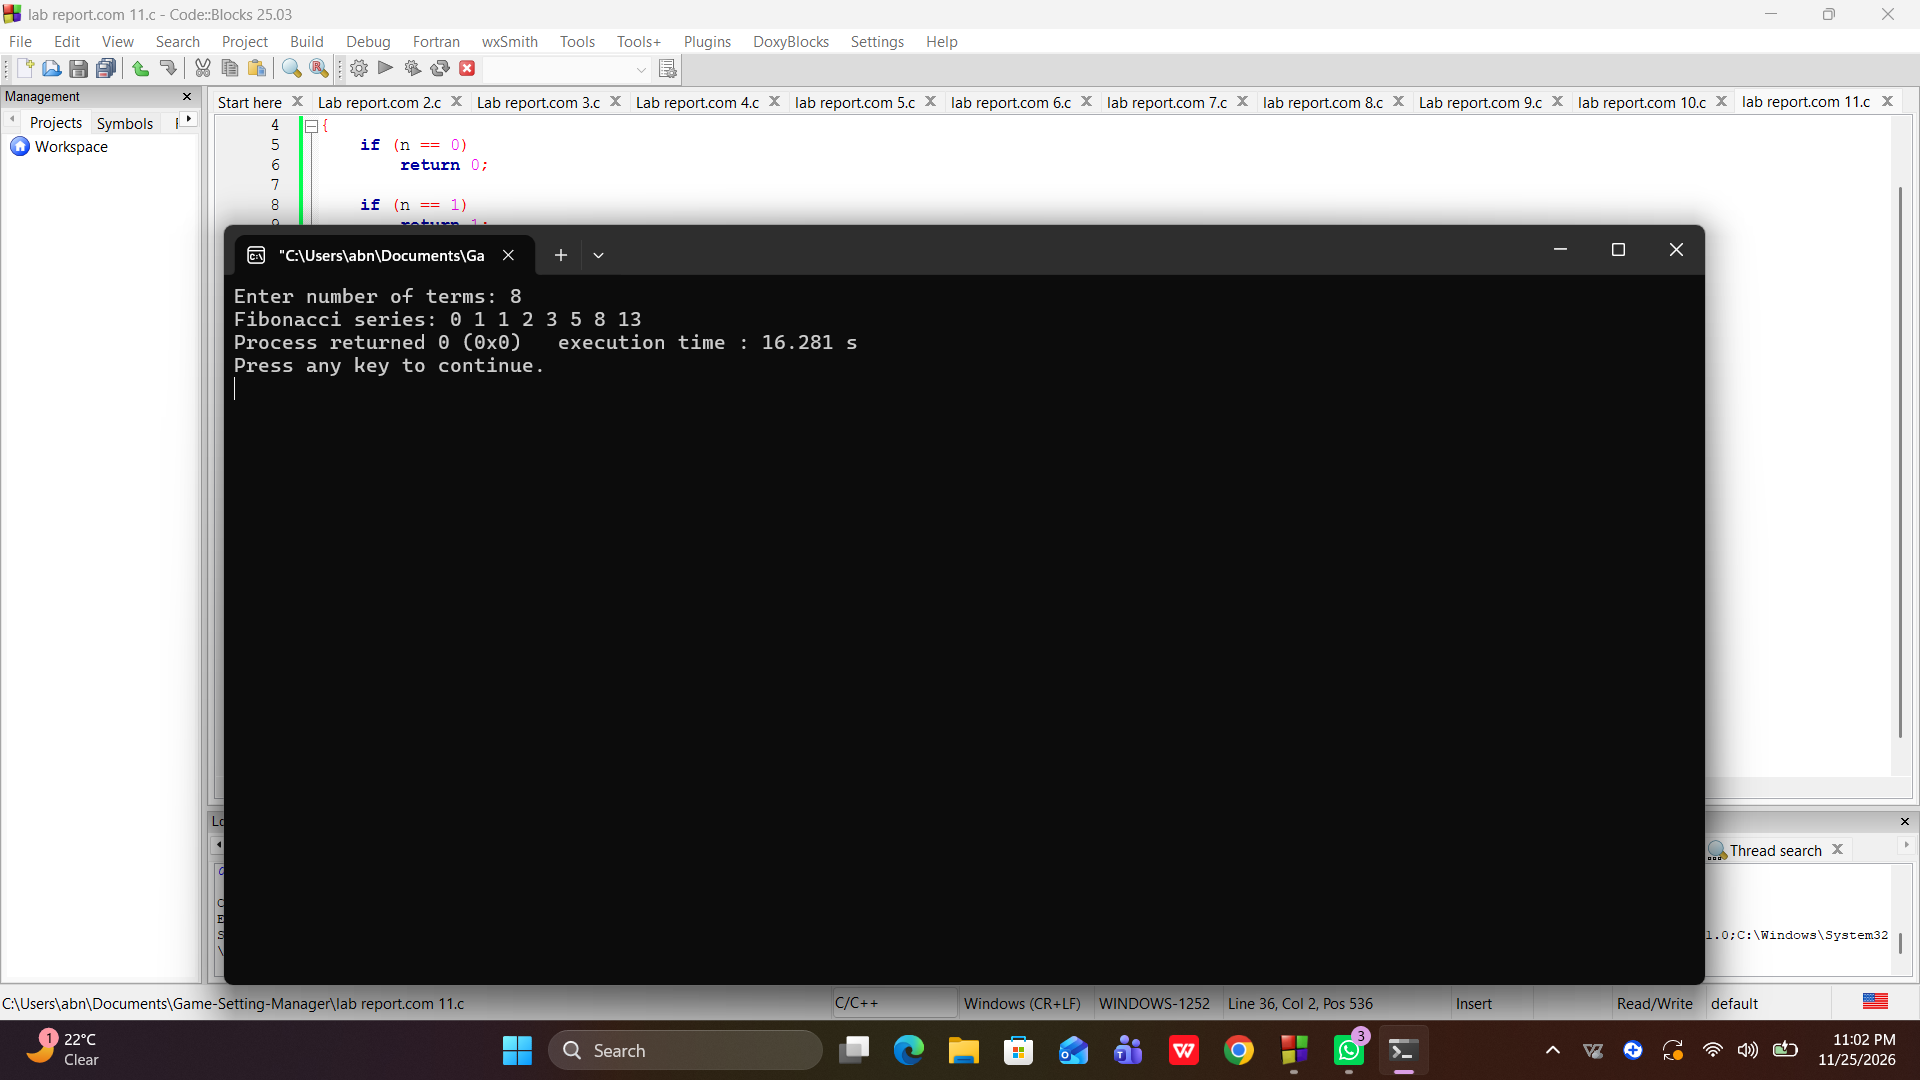 lab report.com 11.c - Code::Blocks 25.03
File Edit View Search Project Build Debug Fortran wxSmith Tools Tools+ Plugins DoxyBlocks Settings Help
Management
Start here Lab report.com 2.c Lab report.com 3.c Lab report.com 4.c lab report.com 5.c lab report.com 6.c lab report.com 7.c lab report.com 8.c Lab report.com 9.c lab report.com 10.c lab report.com 11.c
Projects Symbols
Workspace
4 {
5 if (n == 0)
6 return 0;
7
8 if (n == 1)
9 return 1;
"C:\Users\abn\Documents\Ga
Enter number of terms: 8
Fibonacci series: 0 1 1 2 3 5 8 13
Process returned 0 (0x0)   execution time : 16.281 s
Press any key to continue.
Thread search
1.0;C:\Windows\System32
C:\Users\abn\Documents\Game-Setting-Manager\lab report.com 11.c C/C++ Windows (CR+LF) WINDOWS-1252 Line 36, Col 2, Pos 536 Insert Read/Write default
1 22°C
Clear
Search
3
11:02 PM
11/25/2026